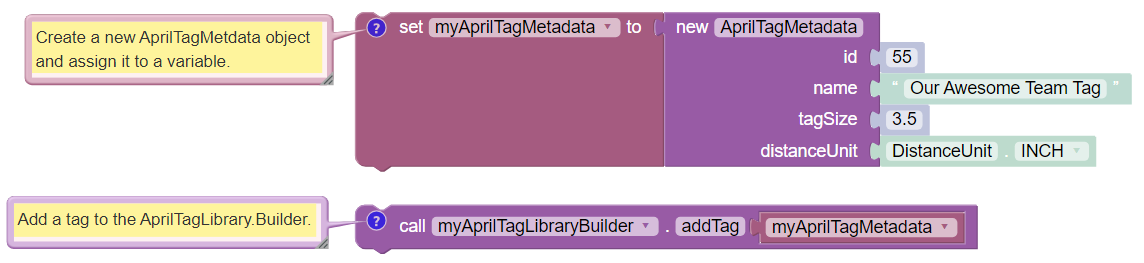 Create a new AprilTagMetdata object
and assign it to a variable.
? set myAprilTagMetadata ▾ to new AprilTagMetadata
id 55
name “ Our Awesome Team Tag ”
tagSize 3.5
distanceUnit DistanceUnit . INCH ▾
Add a tag to the AprilTagLibrary.Builder.
? call myAprilTagLibraryBuilder ▾ . addTag myAprilTagMetadata ▾